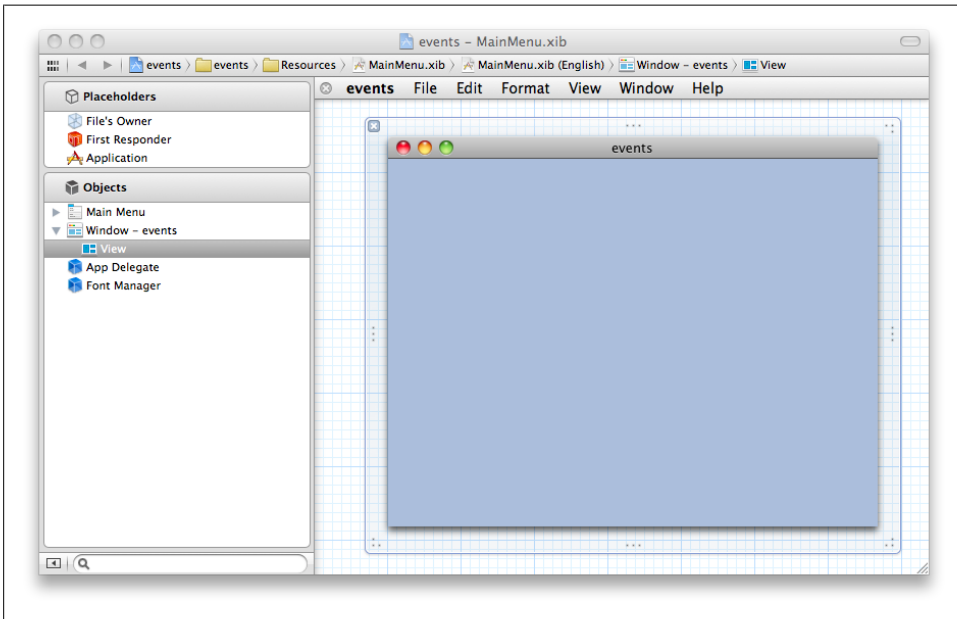 events – MainMenu.xib
events 〉 events 〉 Resources 〉 MainMenu.xib 〉 MainMenu.xib (English) 〉 Window – events 〉 View
Placeholders
File's Owner
First Responder
Application
Objects
Main Menu
Window – events
View
App Delegate
Font Manager
events File Edit Format View Window Help
events